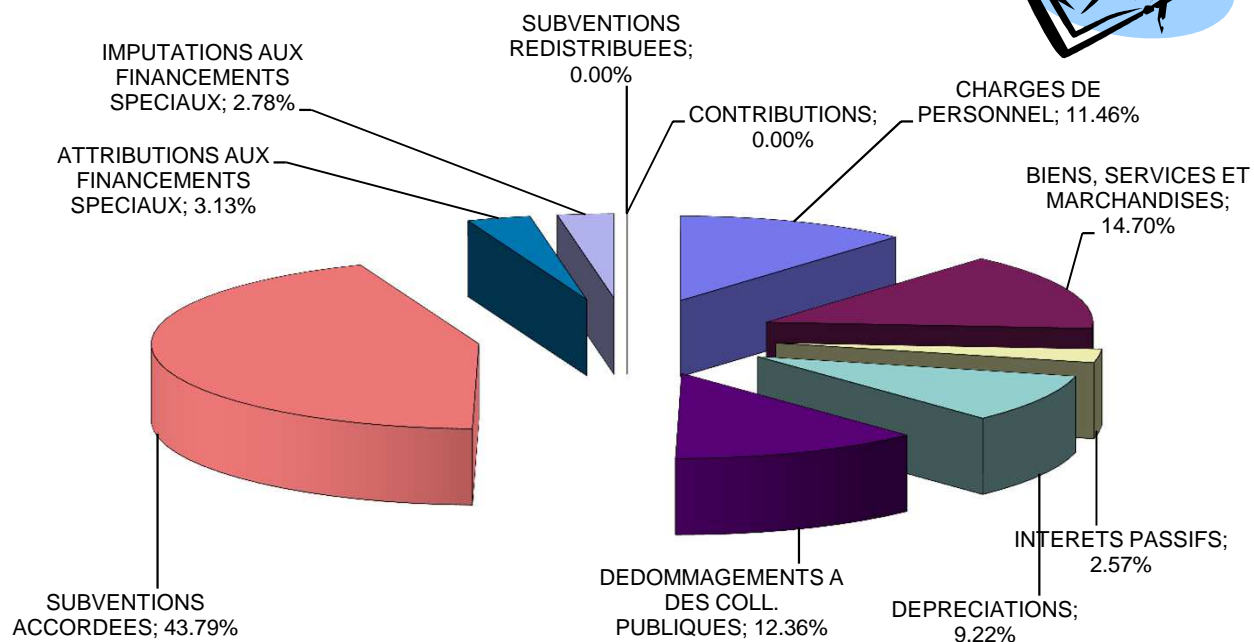 SUBVENTIONS
REDISTRIBUEES;
0.00%
IMPUTATIONS AUX
FINANCEMENTS
SPECIAUX; 2.78%
CHARGES DE
PERSONNEL; 11.46%
CONTRIBUTIONS;
0.00%
ATTRIBUTIONS AUX
FINANCEMENTS
SPECIAUX; 3.13%
BIENS, SERVICES ET
MARCHANDISES;
14.70%
INTERETS PASSIFS;
2.57%
DEDOMMAGEMENTS A
DES COLL.
PUBLIQUES; 12.36%
DEPRECIATIONS;
9.22%
SUBVENTIONS
ACCORDEES; 43.79%